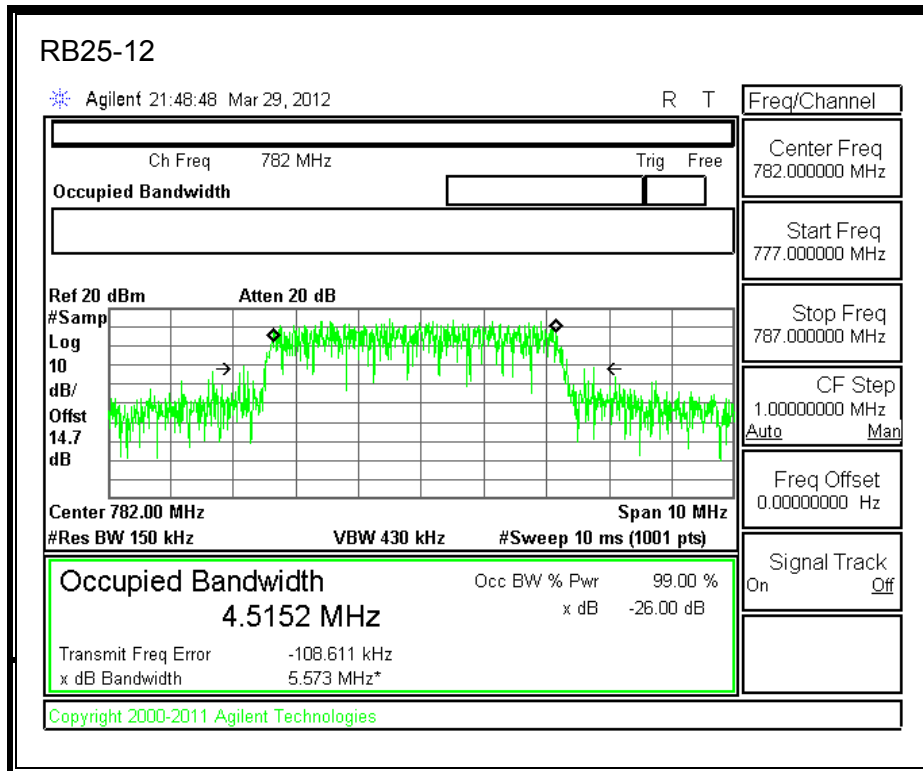 RB25-12
Agilent 21:48:48 Mar 29, 2012 R T
Freq/Channel
Ch Freq 782 MHz Trig Free
Occupied Bandwidth
Center Freq
782.000000 MHz
Start Freq
777.000000 MHz
Stop Freq
787.000000 MHz
CF Step
1.00000000 MHz
Auto Man
Freq Offset
0.00000000 Hz
Signal Track
On Off
Ref 20 dBm Atten 20 dB
#Samp
Log
10
dB/
Offst
14.7
dB
Center 782.00 MHz Span 10 MHz
#Res BW 150 kHz VBW 430 kHz #Sweep 10 ms (1001 pts)
Occupied Bandwidth Occ BW % Pwr 99.00 %
4.5152 MHz x dB -26.00 dB
Transmit Freq Error -108.611 kHz
x dB Bandwidth 5.573 MHz*
Copyright 2000-2011 Agilent Technologies